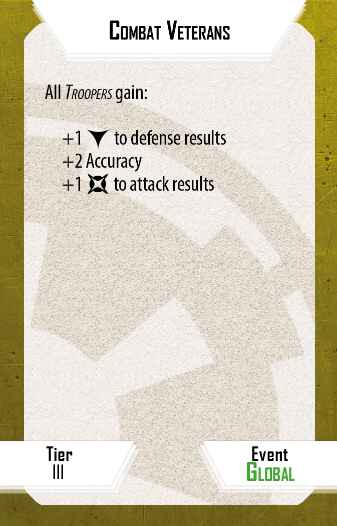 COMBAT VETERANS
All TROOPERS gain:
+1 to defense results
+2 Accuracy
+1 to attack results
Tier
III
Event
GLOBAL